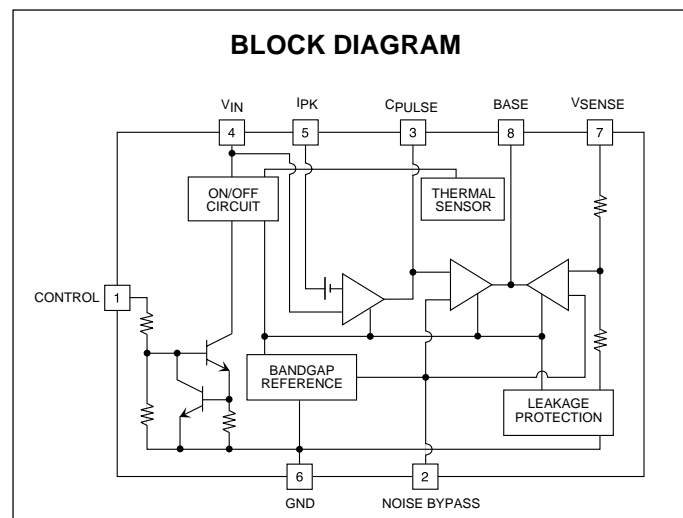 BLOCK DIAGRAM
VIN
IPK
CPULSE
BASE
VSENSE
4
5
3
8
7
ON/OFF
CIRCUIT
THERMAL
SENSOR
CONTROL
1
BANDGAP
REFERENCE
LEAKAGE
PROTECTION
6
2
GND
NOISE BYPASS